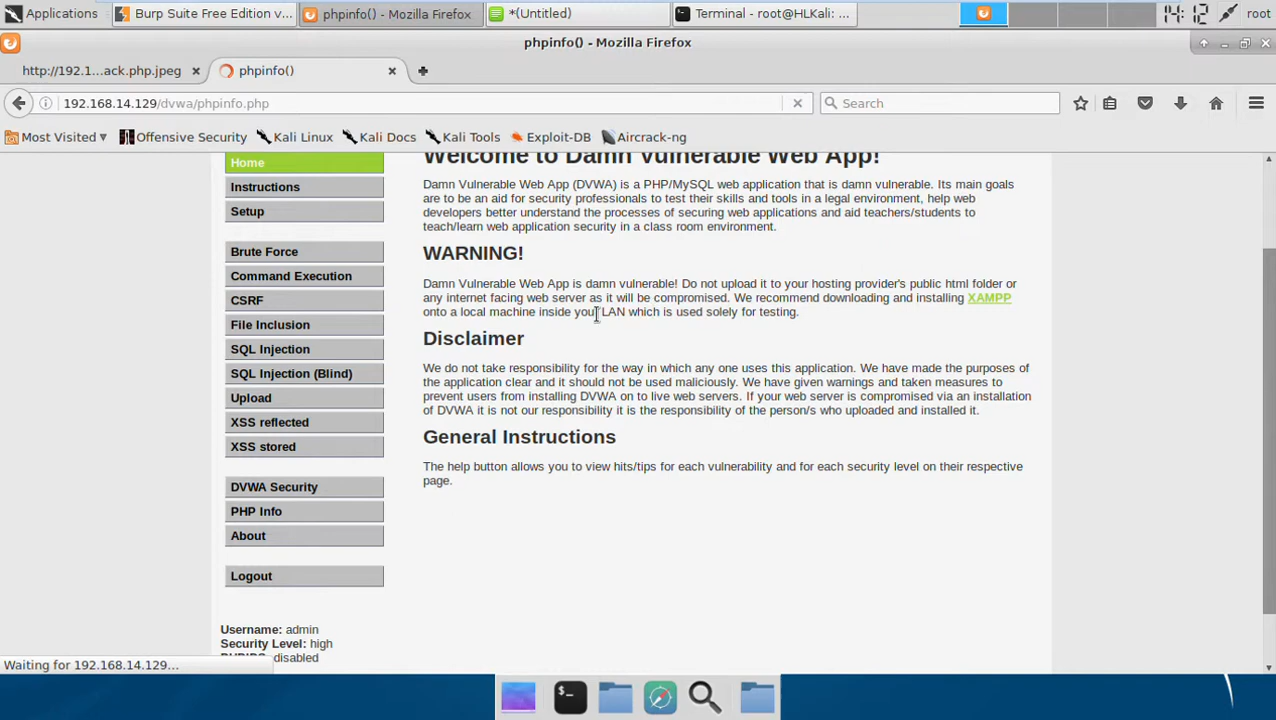 Applications
Burp Suite Free Edition v...
phpinfo() - Mozilla Firefox
*(Untitled)
Terminal - root@HLKali: ...
14:12
root
phpinfo() - Mozilla Firefox
http://192.1...ack.php.jpeg
phpinfo()
192.168.14.129/dvwa/phpinfo.php
Search
Most Visited
Offensive Security
Kali Linux
Kali Docs
Kali Tools
Exploit-DB
Aircrack-ng
Home
Instructions
Setup
Brute Force
Command Execution
CSRF
File Inclusion
SQL Injection
SQL Injection (Blind)
Upload
XSS reflected
XSS stored
DVWA Security
PHP Info
About
Logout
Username: admin
Security Level: high
disabled
Welcome to Damn Vulnerable Web App!
Damn Vulnerable Web App (DVWA) is a PHP/MySQL web application that is damn vulnerable. Its main goals
are to be an aid for security professionals to test their skills and tools in a legal environment, help web
developers better understand the processes of securing web applications and aid teachers/students to
teach/learn web application security in a class room environment.
WARNING!
Damn Vulnerable Web App is damn vulnerable! Do not upload it to your hosting provider's public html folder or
any internet facing web server as it will be compromised. We recommend downloading and installing XAMPP
onto a local machine inside your LAN which is used solely for testing.
Disclaimer
We do not take responsibility for the way in which any one uses this application. We have made the purposes of
the application clear and it should not be used maliciously. We have given warnings and taken measures to
prevent users from installing DVWA on to live web servers. If your web server is compromised via an installation
of DVWA it is not our responsibility it is the responsibility of the person/s who uploaded and installed it.
General Instructions
The help button allows you to view hits/tips for each vulnerability and for each security level on their respective
page.
Waiting for 192.168.14.129...